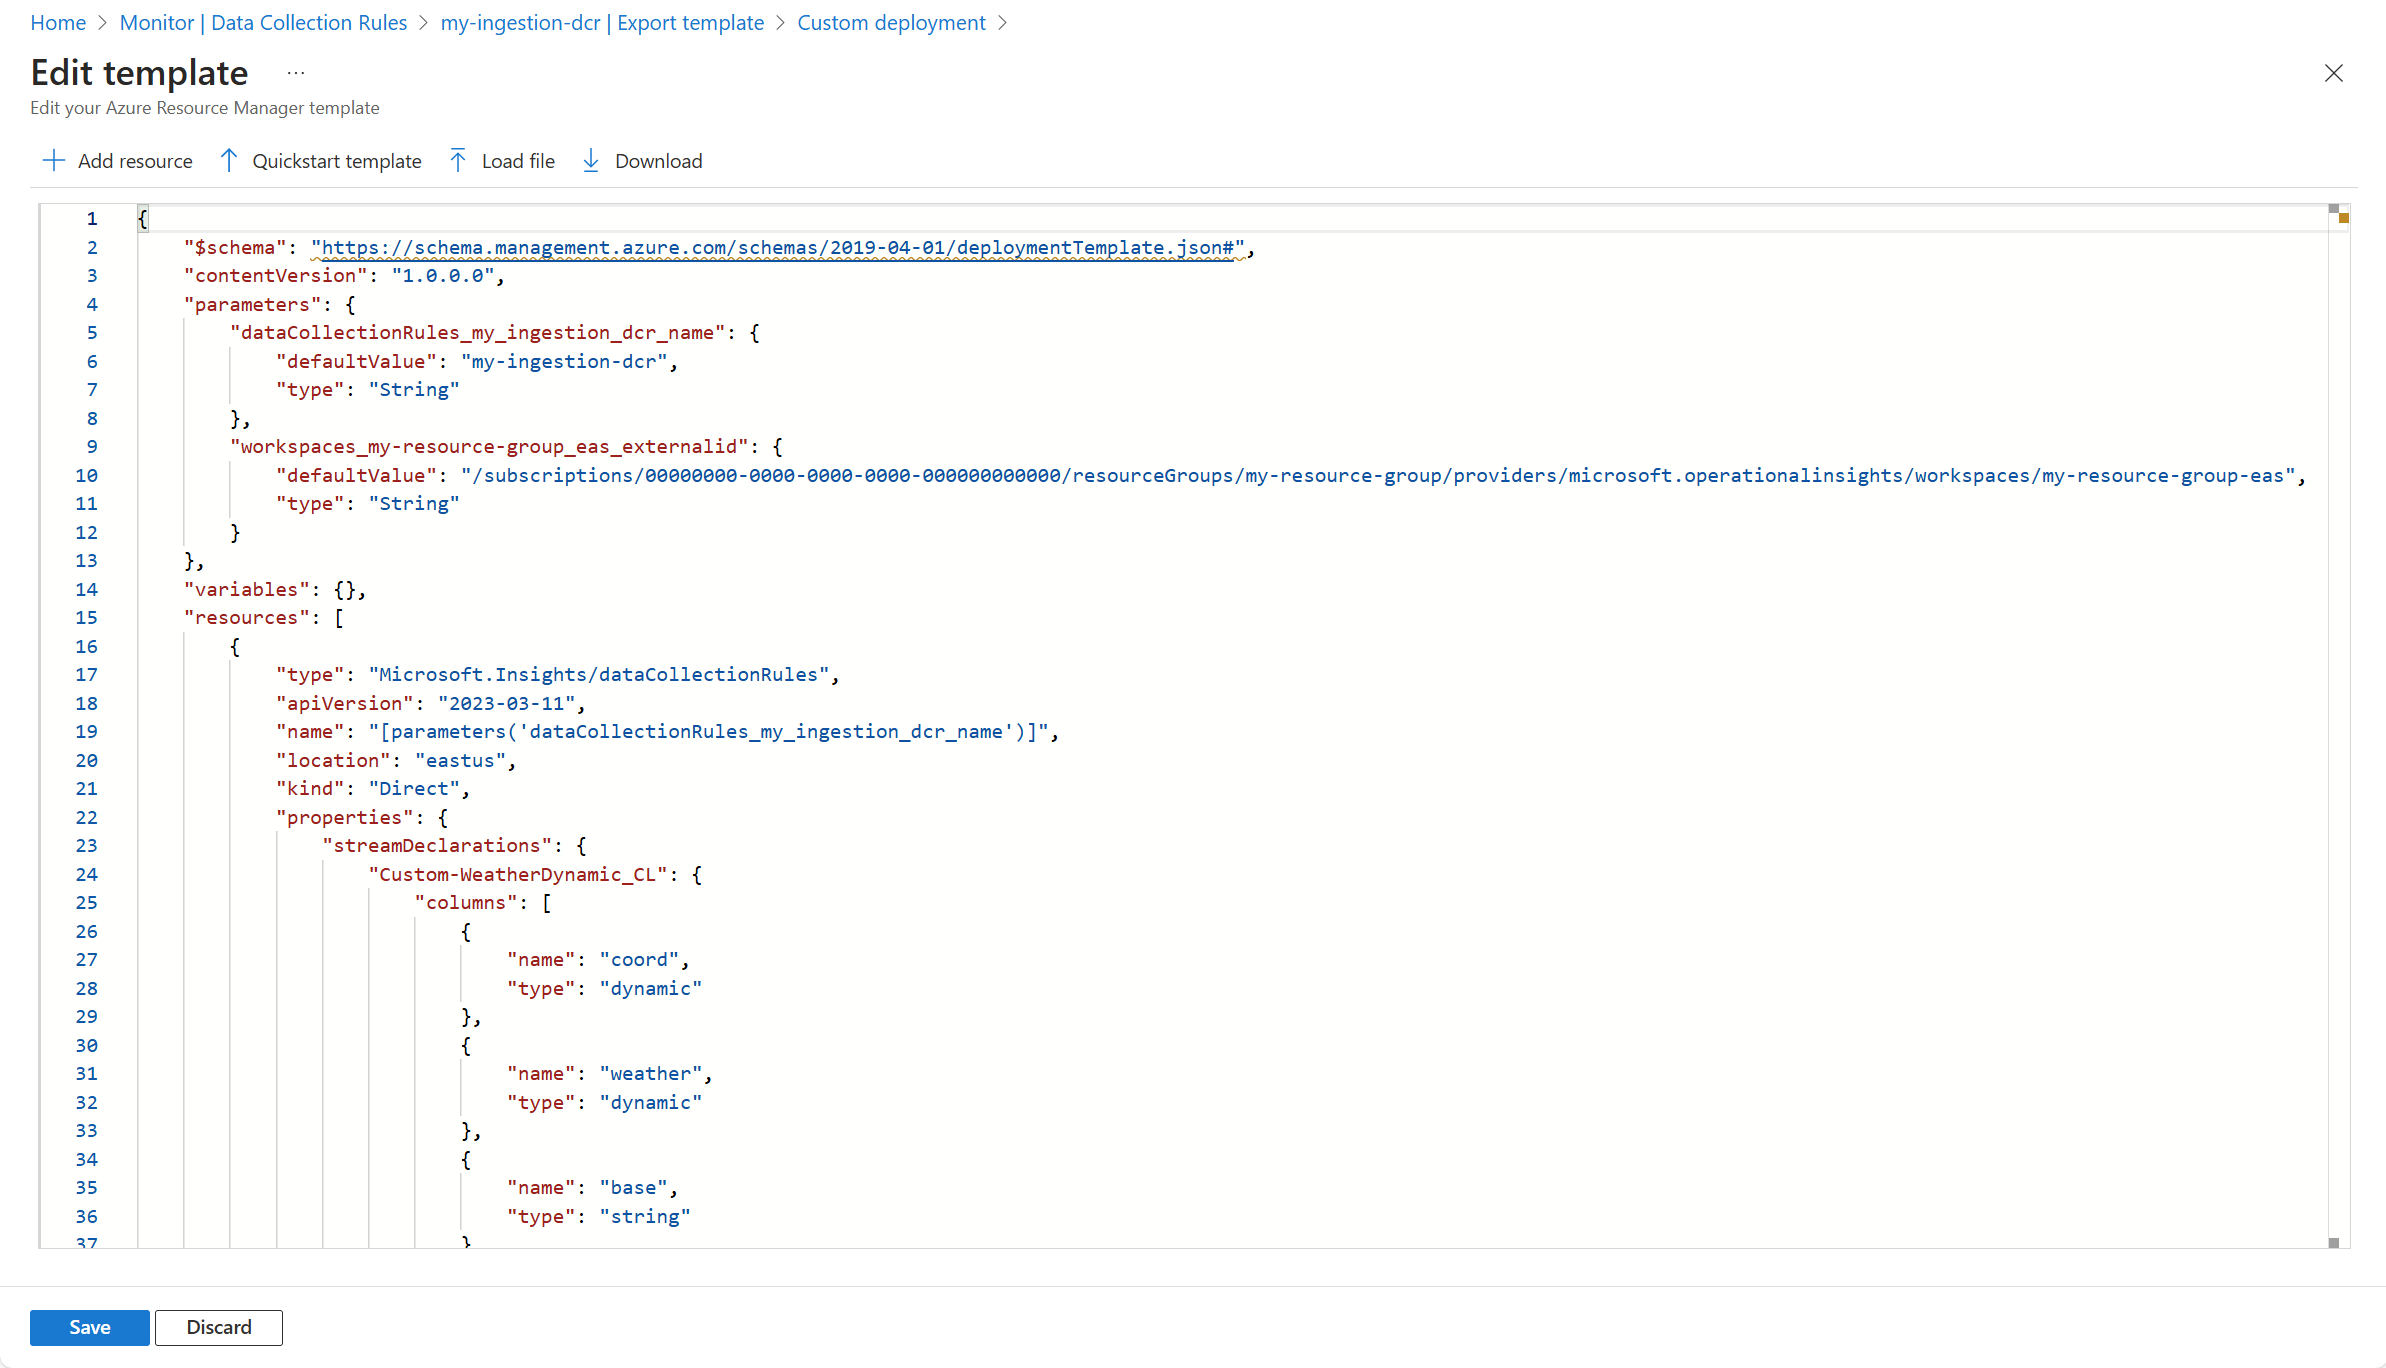 Home > Monitor | Data Collection Rules > my-ingestion-dcr | Export template > Custom deployment >
Edit template ...
Edit your Azure Resource Manager template
Add resource Quickstart template Load file Download
1 {
2 "$schema": "https://schema.management.azure.com/schemas/2019-04-01/deploymentTemplate.json#",
3 "contentVersion": "1.0.0.0",
4 "parameters": {
5 "dataCollectionRules_my_ingestion_dcr_name": {
6 "defaultValue": "my-ingestion-dcr",
7 "type": "String"
8 },
9 "workspaces_my-resource-group_eas_externalid": {
10 "defaultValue": "/subscriptions/00000000-0000-0000-0000-000000000000/resourceGroups/my-resource-group/providers/microsoft.operationalinsights/workspaces/my-resource-group-eas",
11 "type": "String"
12 }
13 },
14 "variables": {},
15 "resources": [
16 {
17 "type": "Microsoft.Insights/dataCollectionRules",
18 "apiVersion": "2023-03-11",
19 "name": "[parameters('dataCollectionRules_my_ingestion_dcr_name')]",
20 "location": "eastus",
21 "kind": "Direct",
22 "properties": {
23 "streamDeclarations": {
24 "Custom-WeatherDynamic_CL": {
25 "columns": [
26 {
27 "name": "coord",
28 "type": "dynamic"
29 },
30 {
31 "name": "weather",
32 "type": "dynamic"
33 },
34 {
35 "name": "base",
36 "type": "string"
37 }
Save Discard